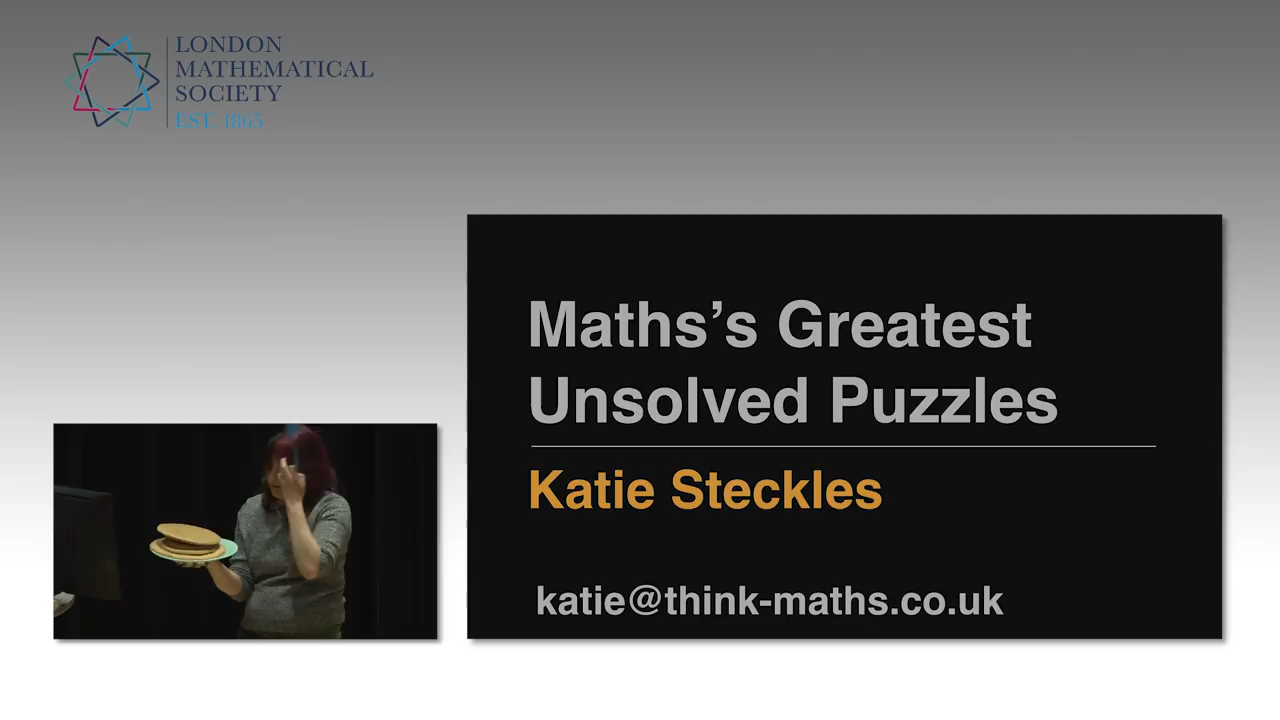 LONDON
MATHEMATICAL
SOCIETY
EST. 1865
Maths’s Greatest
Unsolved Puzzles
Katie Steckles
katie@think-maths.co.uk